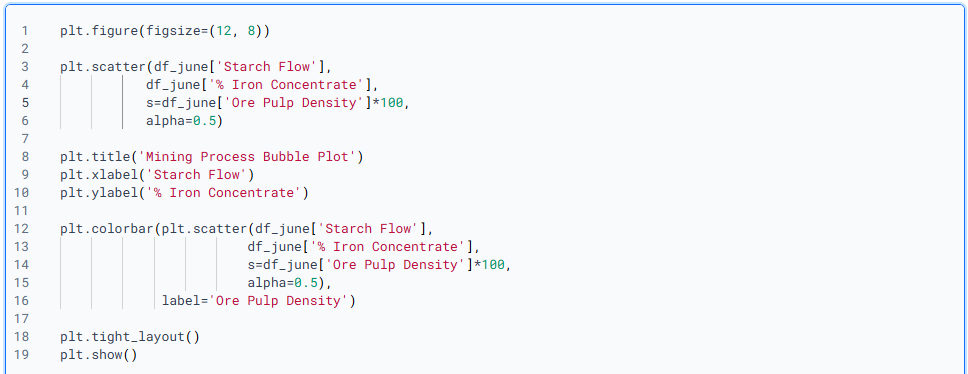 1 plt.figure(figsize=(12, 8))
2
3 plt.scatter(df_june['Starch Flow'],
4             df_june['% Iron Concentrate'],
5             s=df_june['Ore Pulp Density']*100,
6             alpha=0.5)
7
8 plt.title('Mining Process Bubble Plot')
9 plt.xlabel('Starch Flow')
10 plt.ylabel('% Iron Concentrate')
11
12 plt.colorbar(plt.scatter(df_june['Starch Flow'],
13                          df_june['% Iron Concentrate'],
14                          s=df_june['Ore Pulp Density']*100,
15                          alpha=0.5),
16              label='Ore Pulp Density')
17
18 plt.tight_layout()
19 plt.show()